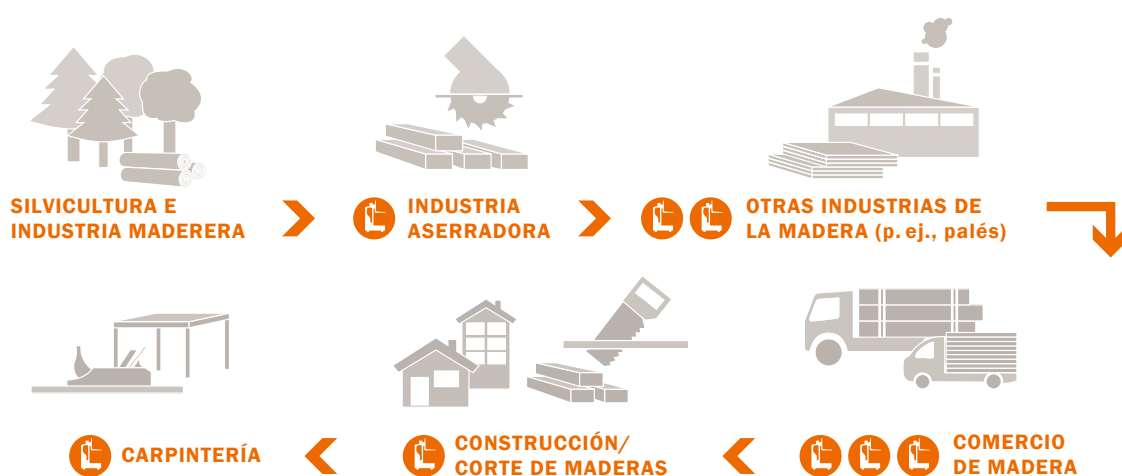 SILVICULTURA E
INDUSTRIA MADERERA
INDUSTRIA
ASERRADORA
OTRAS INDUSTRIAS DE
LA MADERA (p. ej., palés)
CARPINTERÍA
CONSTRUCCIÓN/
CORTE DE MADERAS
COMERCIO
DE MADERA